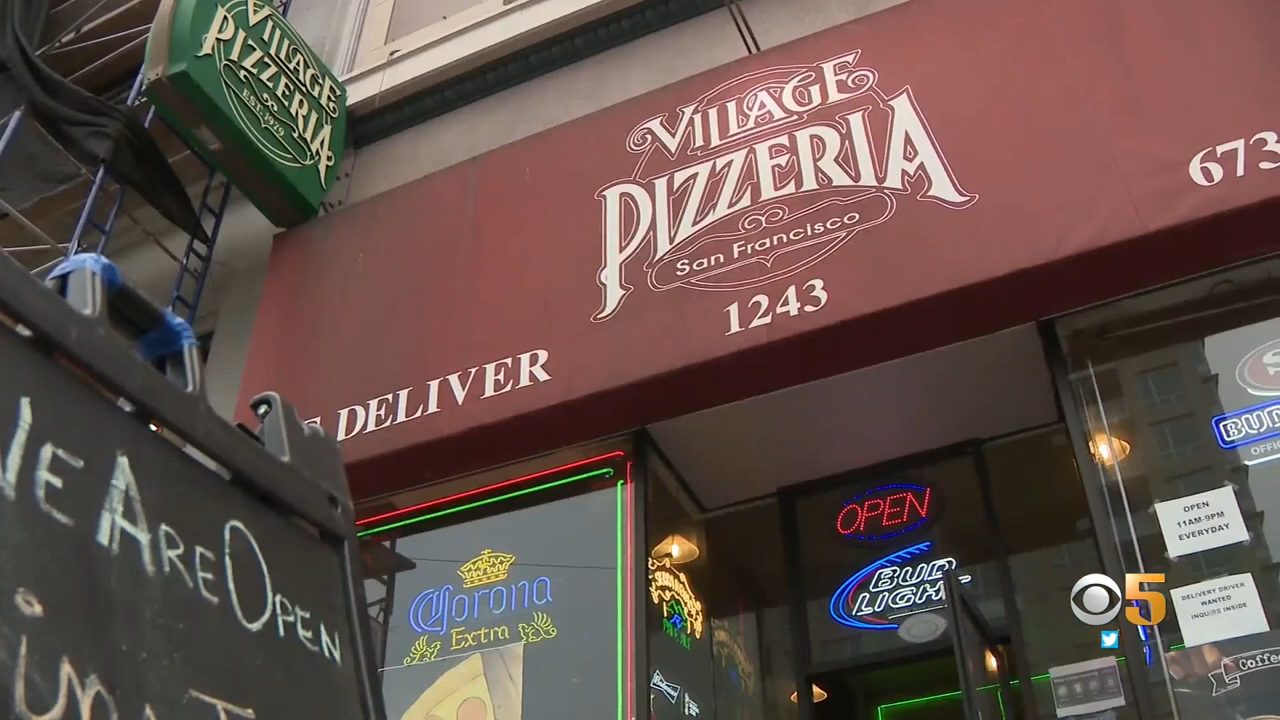 VILLAGE
PIZZERIA
EST. 1979
VILLAGE
PIZZERIA
San Francisco
1243
673
DELIVER
WE ARE OPEN
Corona
Extra
OPEN
BUD
LIGHT
OPEN
11AM-9PM
EVERYDAY
DELIVERY DRIVER
WANTED
INQUIRE INSIDE
5
Coffee